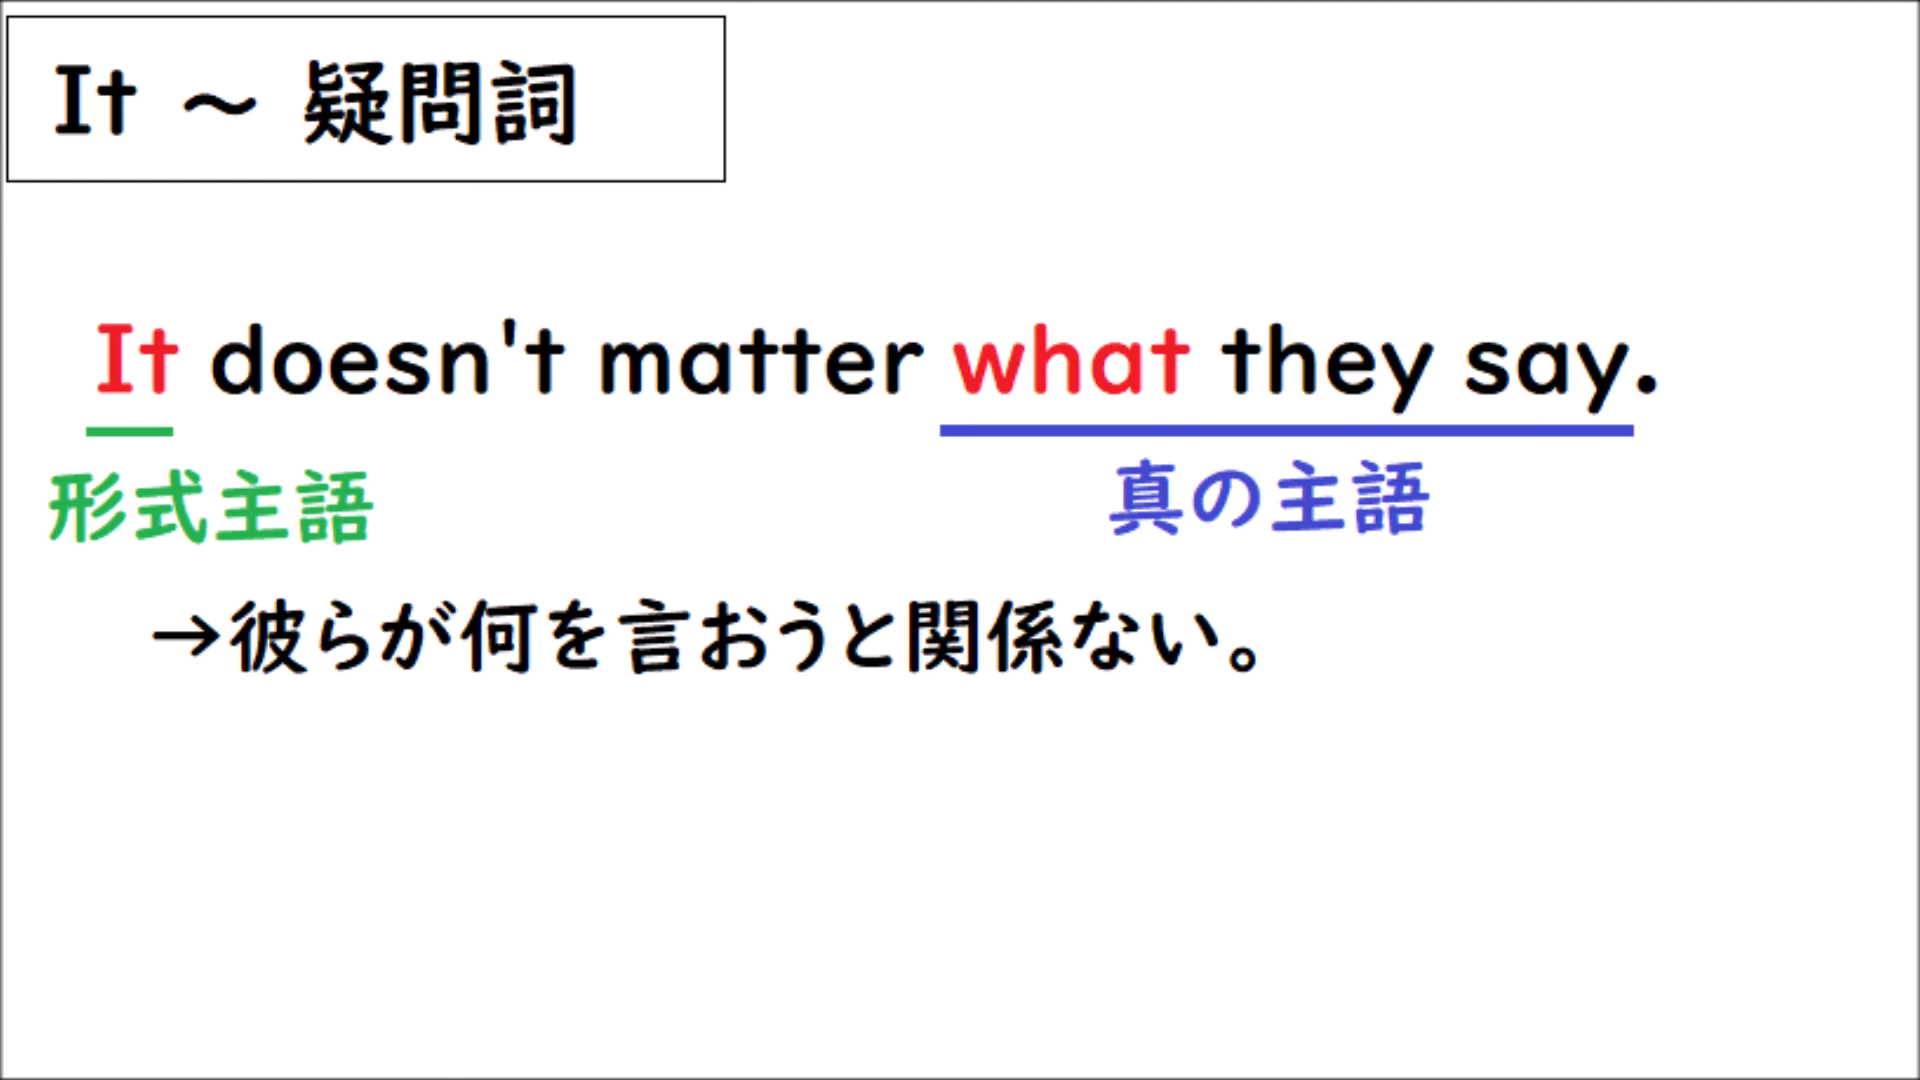 It ～ 疑問詞
It doesn't matter what they say.
形式主語 真の主語
→彼らが何を言おうと関係ない。